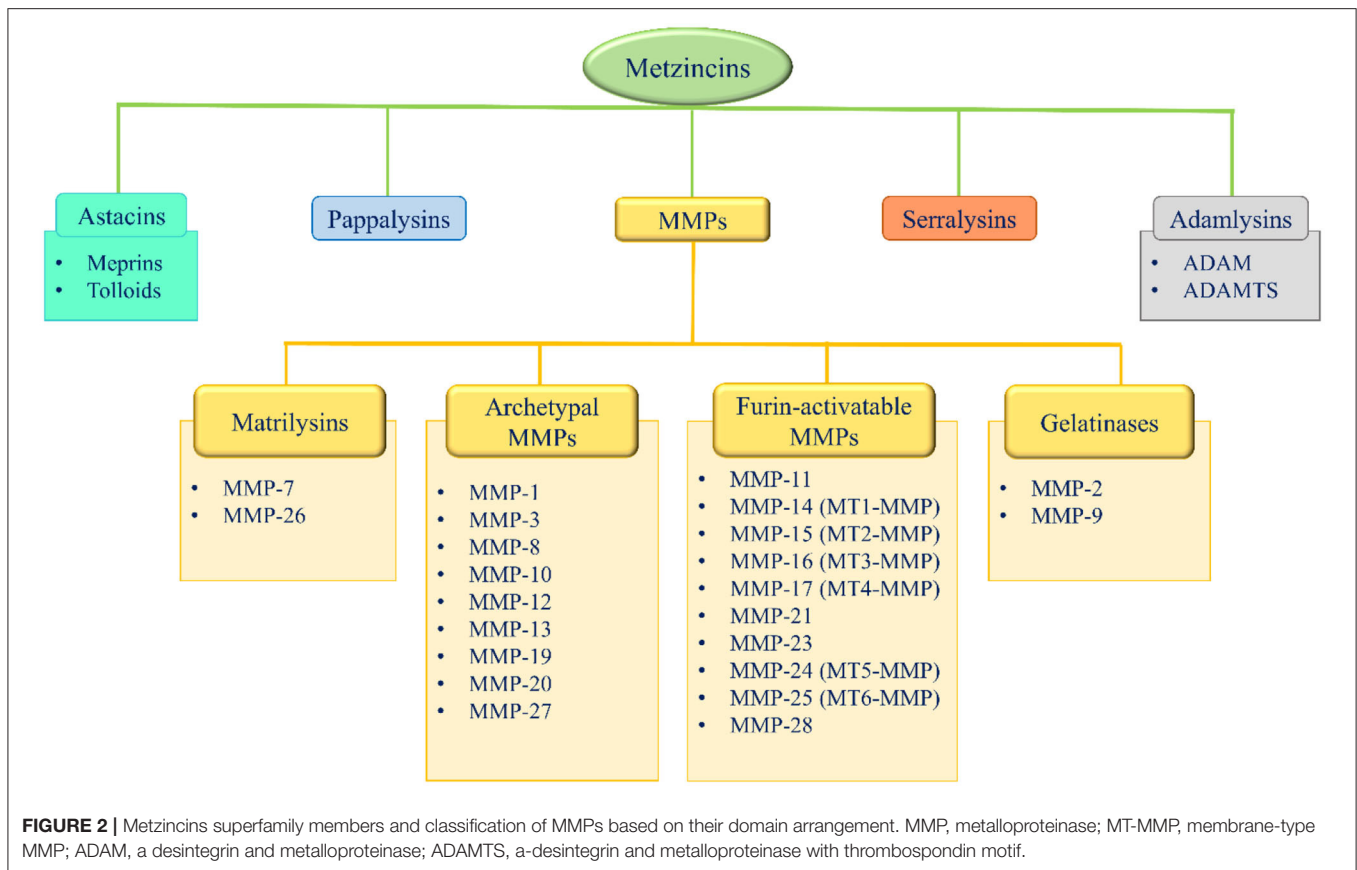 Metzincins
Astacins
• Meprins
• Tolloids
Pappalysins
MMPs
Serralysins
Adamlysins
• ADAM
• ADAMTS
Matrilysins
• MMP-7
• MMP-26
Archetypal
MMPs
• MMP-1
• MMP-3
• MMP-8
• MMP-10
• MMP-12
• MMP-13
• MMP-19
• MMP-20
• MMP-27
Furin-activatable
MMPs
• MMP-11
• MMP-14 (MT1-MMP)
• MMP-15 (MT2-MMP)
• MMP-16 (MT3-MMP)
• MMP-17 (MT4-MMP)
• MMP-21
• MMP-23
• MMP-24 (MT5-MMP)
• MMP-25 (MT6-MMP)
• MMP-28
Gelatinases
• MMP-2
• MMP-9
FIGURE 2 | Metzincins superfamily members and classification of MMPs based on their domain arrangement. MMP, metalloproteinase; MT-MMP, membrane-type
MMP; ADAM, a desintegrin and metalloproteinase; ADAMTS, a-desintegrin and metalloproteinase with thrombospondin motif.